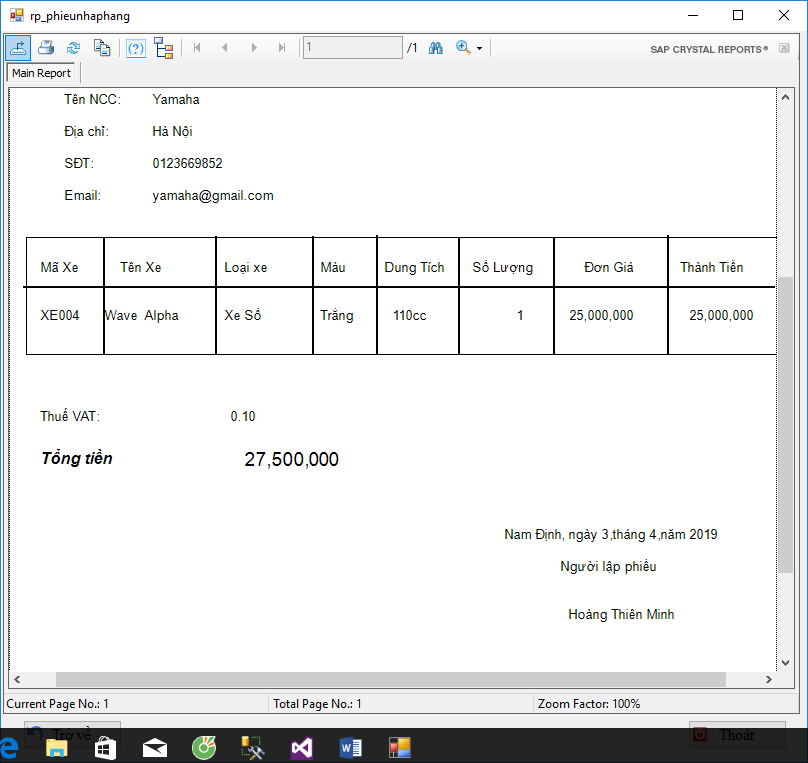 rp_phieunhaphang
1 /1 SAP CRYSTAL REPORTS®
Main Report
Tên NCC: Yamaha
Địa chỉ: Hà Nội
SĐT: 0123669852
Email: yamaha@gmail.com
Mã Xe Tên Xe Loại xe Màu Dung Tích Số Lượng Đơn Giá Thành Tiền
XE004 Wave Alpha Xe Số Trắng 110cc 1 25,000,000 25,000,000
Thuế VAT: 0.10
Tổng tiền 27,500,000
Nam Định, ngày 3,tháng 4,năm 2019
Người lập phiếu
Hoàng Thiên Minh
Current Page No.: 1 Total Page No.: 1 Zoom Factor: 100%
Trở về Thoát